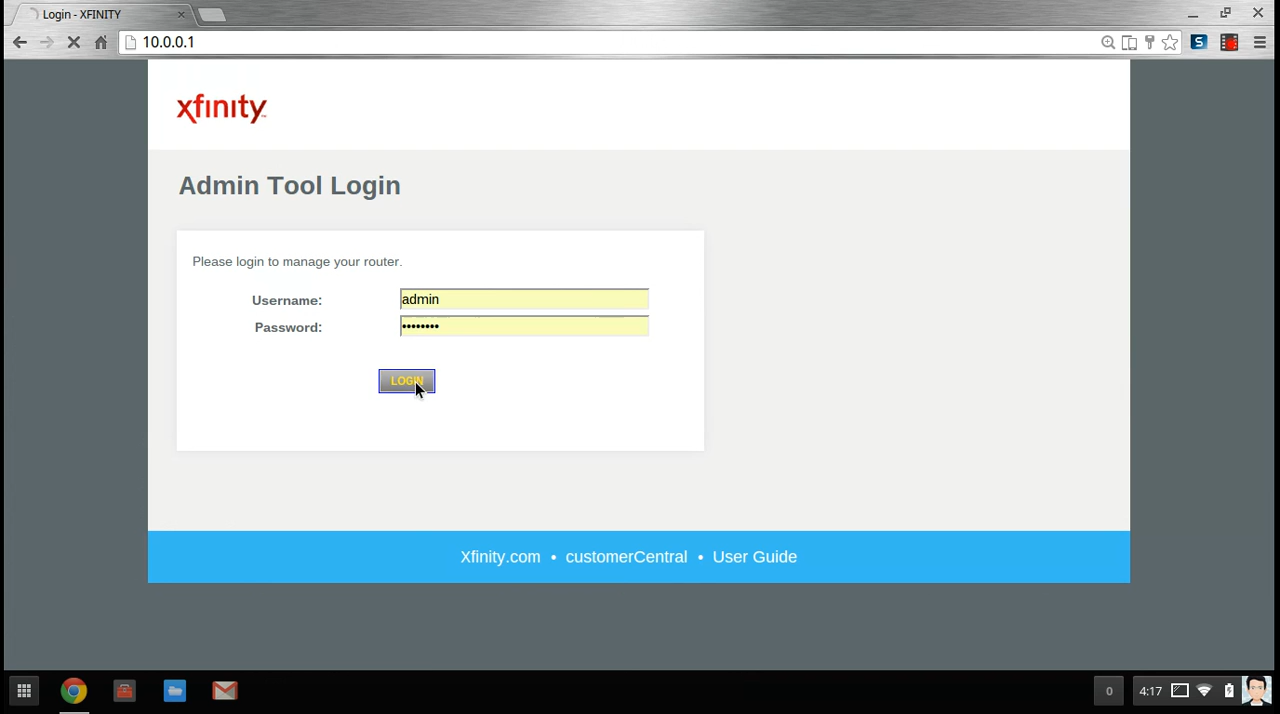 Login - XFINITY
10.0.0.1
xfinity
Admin Tool Login
Please login to manage your router.
Username: admin
Password: ••••••••
LOGIN
Xfinity.com • customerCentral • User Guide
0 4:17